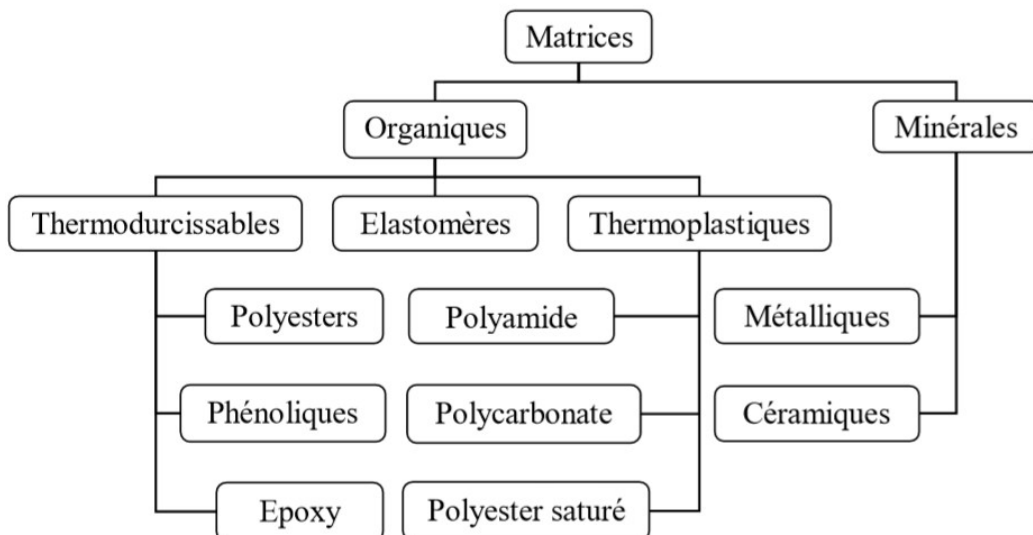 Matrices
Organiques
Minérales
Thermodurcissables
Elastomères
Thermoplastiques
Polyesters
Polyamide
Métalliques
Phénoliques
Polycarbonate
Céramiques
Epoxy
Polyester saturé